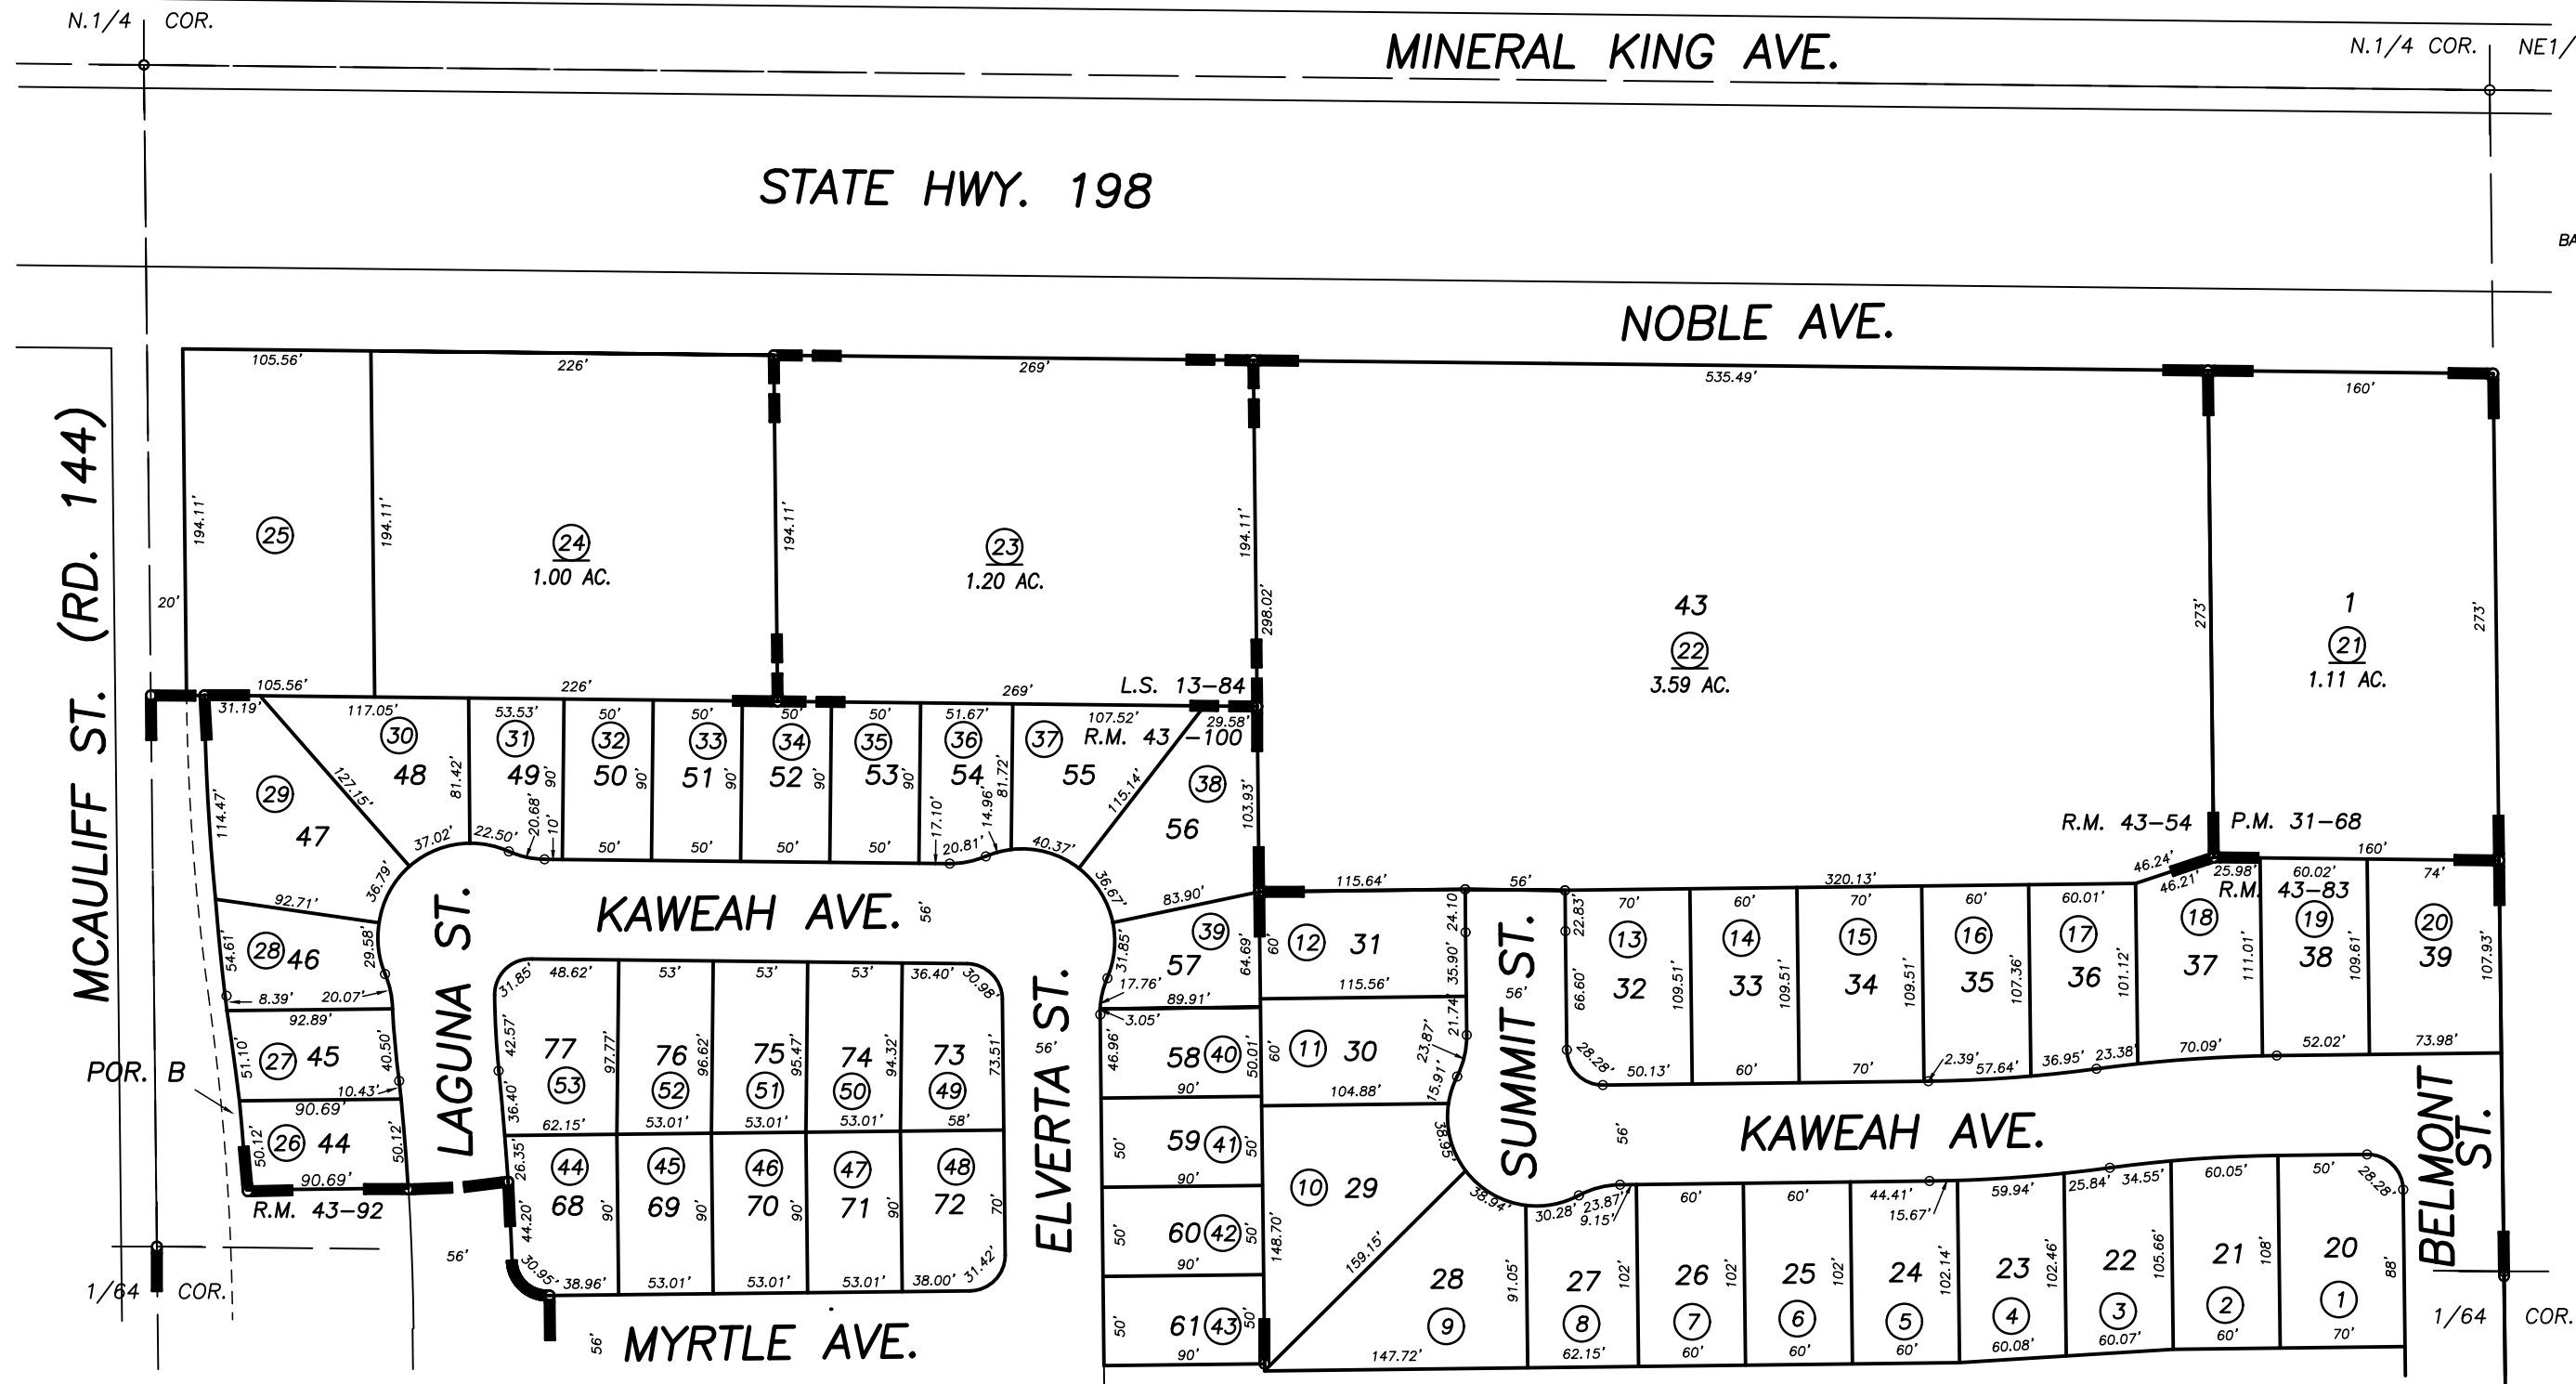 N.1/4 COR.
MINERAL KING AVE.
N.1/4 COR. NE1/
STATE HWY. 198
BA
NOBLE AVE.
MCAULIFF ST. (RD. 144)
105.56' 226' 269' 535.49' 160'
194.11' 194.11' 194.11' 194.11' 298.02' 273' 273'
20'
25
24
1.00 AC.
23
1.20 AC.
43
22
3.59 AC.
1
21
1.11 AC.
105.56' 226' 269' L.S. 13-84
31.19' 117.05' 53.53' 50' 50' 50' 50' 51.67' 107.52' 29.58'
R.M. 43 -100
30 31 32 33 34 35 36 37 38
48 49 50 51 52 53 54 55 56
127.15' 81.42' 90' 90' 90' 90' 90' 81.72' 115.14' 103.93'
29
47
114.47'
37.02' 22.50' 20.68' 10' 50' 50' 50' 50' 17.10' 20.81' 14.96' 40.37'
36.79' 36.67'
R.M. 43-54 P.M. 31-68
46.24' 160'
46.21' 25.98' 60.02' 74'
R.M. 43-83
92.71' 83.90'
KAWEAH AVE. 56'
LAGUNA ST.
54.61' 28 46 29.58'
8.39' 20.07'
92.89'
51.10' 27 45 40.50'
10.43'
90.69'
50.12' 26 44 50.12'
90.69'
POR. B
R.M. 43-92
1/64 COR.
56'
31.85' 48.62' 53' 53' 53' 36.40' 30.98'
42.57' 97.77' 96.62' 95.47' 94.32' 73.51'
77 76 75 74 73
53 52 51 50 49
36.40'
62.15' 53.01' 53.01' 53.01' 58'
26.35'
44 45 46 47 48
68 69 70 71 72
44.20' 90' 90' 90' 90' 70'
30.95' 38.96' 53.01' 53.01' 53.01' 38.00' 31.42'
56' MYRTLE AVE.
ELVERTA ST.
56'
39
57
31.85' 64.69'
17.76'
89.91'
3.05'
46.96' 58 40 50.01'
90'
50' 59 41 50'
90'
50' 60 42 50'
90'
50' 61 43 50'
90'
115.64' 56' 320.13'
60' 12 31 24.10
35.90'
115.56'
60' 11 30 21.74'
23.87'
104.88' 15.91'
38.95'
10 29
148.70' 159.15'
SUMMIT ST.
56'
22.83' 70' 60' 70' 60' 60.01'
13 14 15 16 17 18 19 20
32 33 34 35 36 37 38 39
66.60' 109.51' 109.51' 109.51' 107.36' 101.12' 111.01' 109.61' 107.93'
28.28' 50.13' 60' 70' 2.39' 57.64' 36.95' 23.38' 70.09' 52.02' 73.98'
56' KAWEAH AVE.
BELMONT ST.
38.94' 30.28' 23.87' 9.15' 60' 60' 44.41' 15.67' 59.94' 25.84' 34.55' 60.05' 50' 28.28'
28 27 26 25 24 23 22 21 20
9 8 7 6 5 4 3 2 1
91.05' 102' 102' 102' 102.14' 102.46' 105.66' 108' 88'
147.72' 62.15' 60' 60' 60' 60.08' 60.07' 60' 70'
1/64 COR.